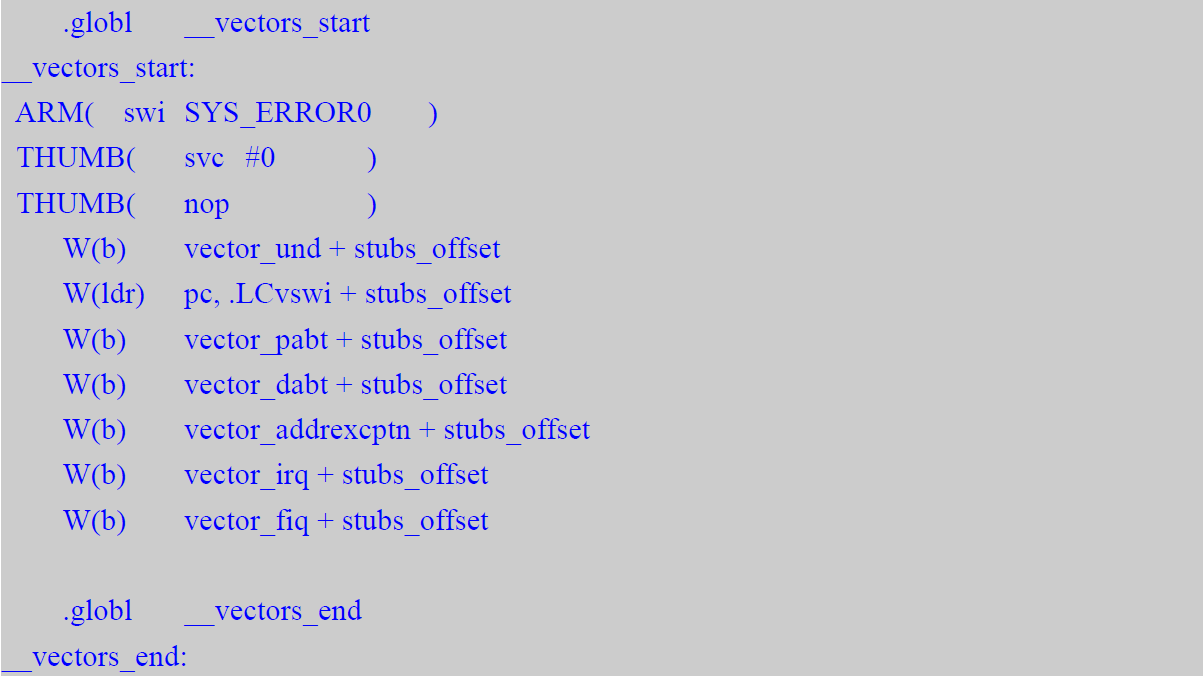 .globl __vectors_start
__vectors_start:
ARM( swi SYS_ERROR0 )
THUMB( svc #0 )
THUMB( nop )
W(b) vector_und + stubs_offset
W(ldr) pc, .LCvswi + stubs_offset
W(b) vector_pabt + stubs_offset
W(b) vector_dabt + stubs_offset
W(b) vector_addrexcptn + stubs_offset
W(b) vector_irq + stubs_offset
W(b) vector_fiq + stubs_offset
.globl __vectors_end
__vectors_end: